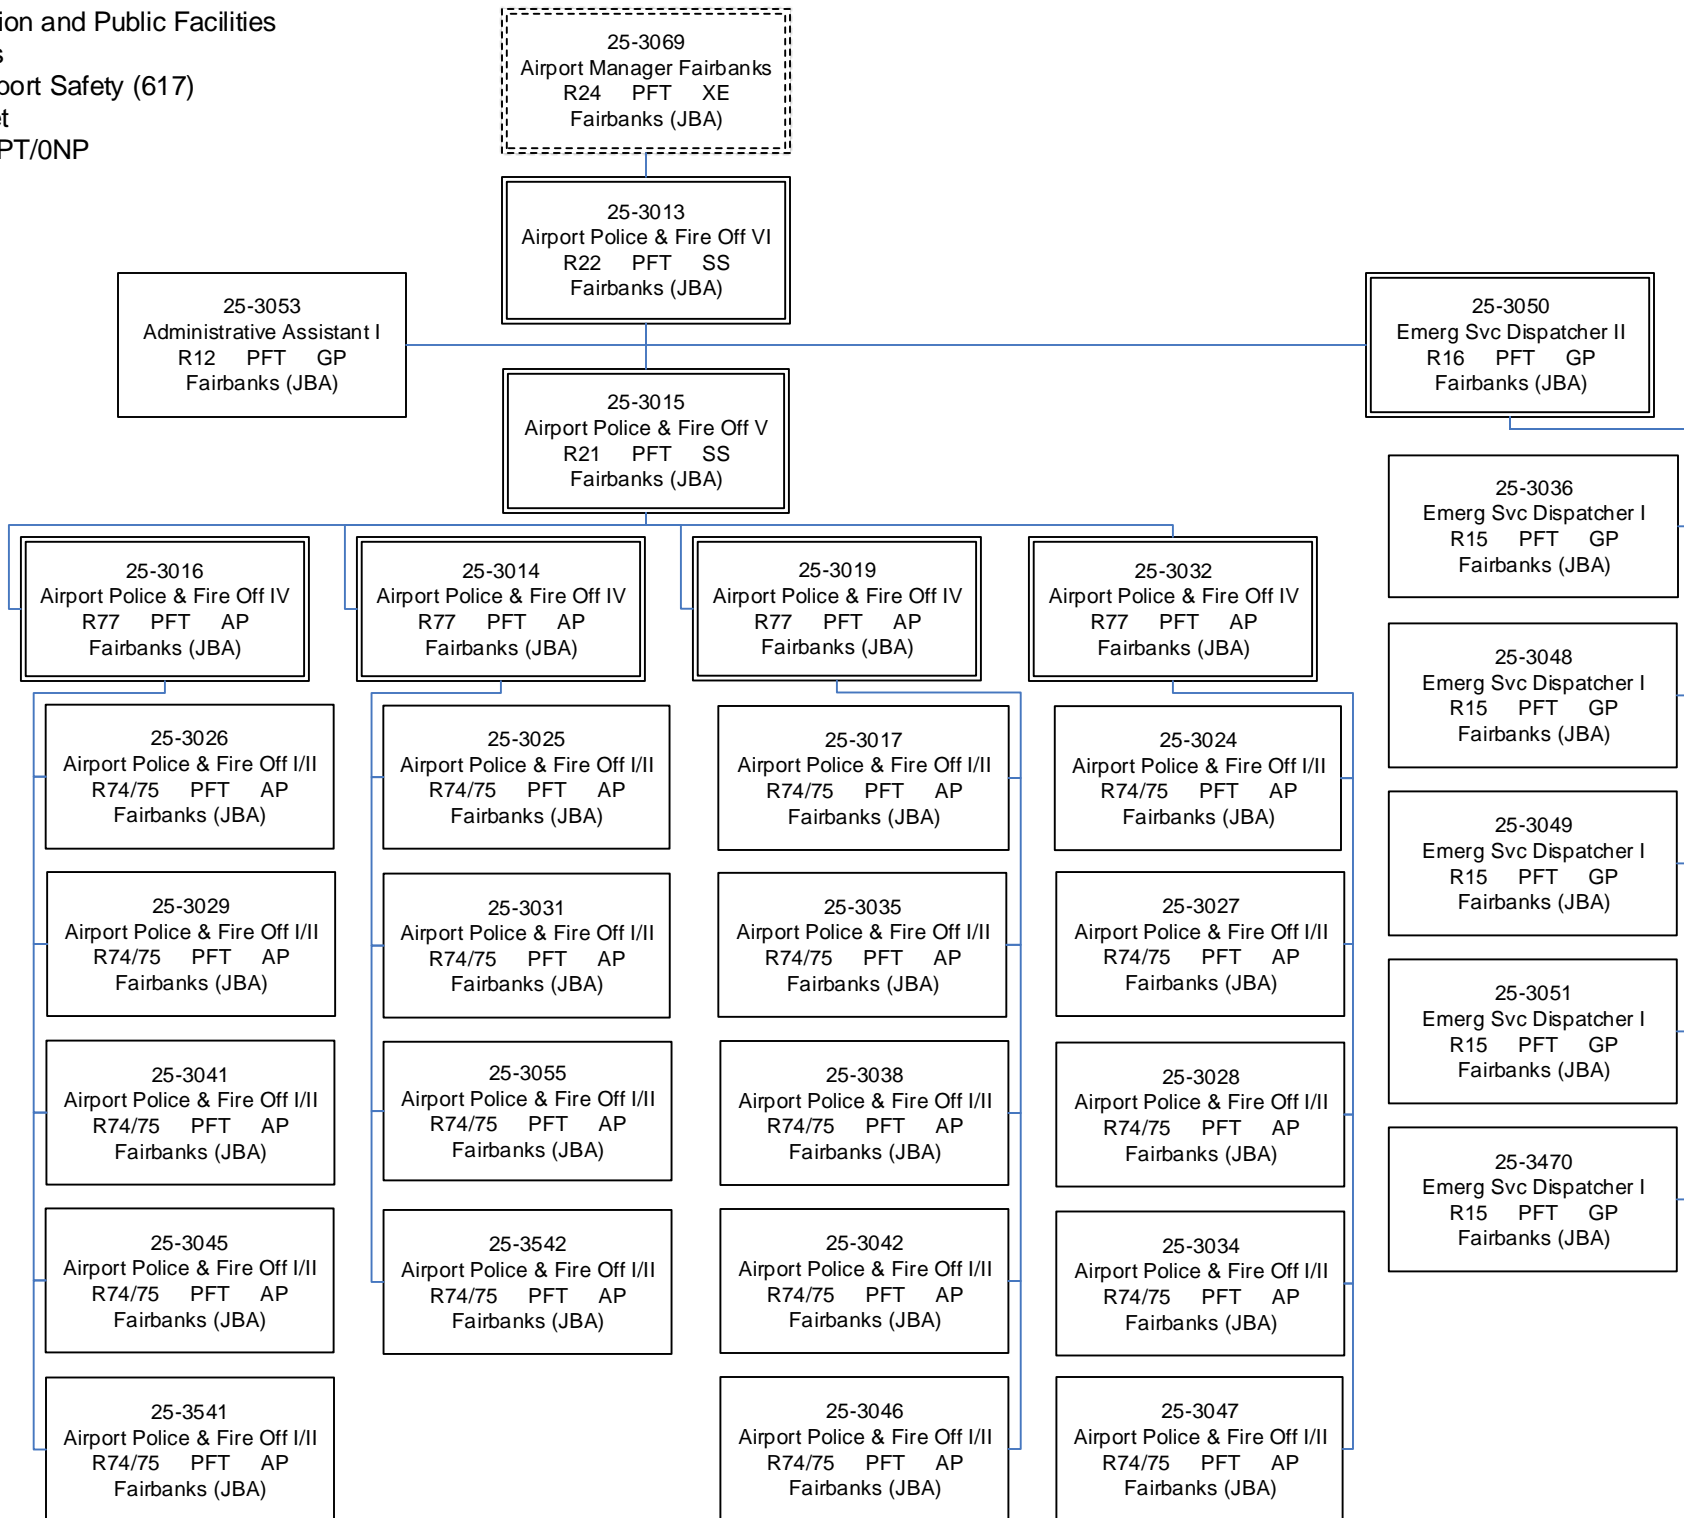 ion and Public Facilities
s
port Safety (617)
et
PT/0NP
25-3069
Airport Manager Fairbanks
R24 PFT XE
Fairbanks (JBA)
25-3013
Airport Police & Fire Off VI
R22 PFT SS
Fairbanks (JBA)
25-3053
Administrative Assistant I
R12 PFT GP
Fairbanks (JBA)
25-3050
Emerg Svc Dispatcher II
R16 PFT GP
Fairbanks (JBA)
25-3015
Airport Police & Fire Off V
R21 PFT SS
Fairbanks (JBA)
25-3016
Airport Police & Fire Off IV
R77 PFT AP
Fairbanks (JBA)
25-3014
Airport Police & Fire Off IV
R77 PFT AP
Fairbanks (JBA)
25-3019
Airport Police & Fire Off IV
R77 PFT AP
Fairbanks (JBA)
25-3032
Airport Police & Fire Off IV
R77 PFT AP
Fairbanks (JBA)
25-3026
Airport Police & Fire Off I/II
R74/75 PFT AP
Fairbanks (JBA)
25-3029
Airport Police & Fire Off I/II
R74/75 PFT AP
Fairbanks (JBA)
25-3041
Airport Police & Fire Off I/II
R74/75 PFT AP
Fairbanks (JBA)
25-3045
Airport Police & Fire Off I/II
R74/75 PFT AP
Fairbanks (JBA)
25-3541
Airport Police & Fire Off I/II
R74/75 PFT AP
Fairbanks (JBA)
25-3025
Airport Police & Fire Off I/II
R74/75 PFT AP
Fairbanks (JBA)
25-3031
Airport Police & Fire Off I/II
R74/75 PFT AP
Fairbanks (JBA)
25-3055
Airport Police & Fire Off I/II
R74/75 PFT AP
Fairbanks (JBA)
25-3542
Airport Police & Fire Off I/II
R74/75 PFT AP
Fairbanks (JBA)
25-3017
Airport Police & Fire Off I/II
R74/75 PFT AP
Fairbanks (JBA)
25-3035
Airport Police & Fire Off I/II
R74/75 PFT AP
Fairbanks (JBA)
25-3038
Airport Police & Fire Off I/II
R74/75 PFT AP
Fairbanks (JBA)
25-3042
Airport Police & Fire Off I/II
R74/75 PFT AP
Fairbanks (JBA)
25-3046
Airport Police & Fire Off I/II
R74/75 PFT AP
Fairbanks (JBA)
25-3024
Airport Police & Fire Off I/II
R74/75 PFT AP
Fairbanks (JBA)
25-3027
Airport Police & Fire Off I/II
R74/75 PFT AP
Fairbanks (JBA)
25-3028
Airport Police & Fire Off I/II
R74/75 PFT AP
Fairbanks (JBA)
25-3034
Airport Police & Fire Off I/II
R74/75 PFT AP
Fairbanks (JBA)
25-3047
Airport Police & Fire Off I/II
R74/75 PFT AP
Fairbanks (JBA)
25-3036
Emerg Svc Dispatcher I
R15 PFT GP
Fairbanks (JBA)
25-3048
Emerg Svc Dispatcher I
R15 PFT GP
Fairbanks (JBA)
25-3049
Emerg Svc Dispatcher I
R15 PFT GP
Fairbanks (JBA)
25-3051
Emerg Svc Dispatcher I
R15 PFT GP
Fairbanks (JBA)
25-3470
Emerg Svc Dispatcher I
R15 PFT GP
Fairbanks (JBA)